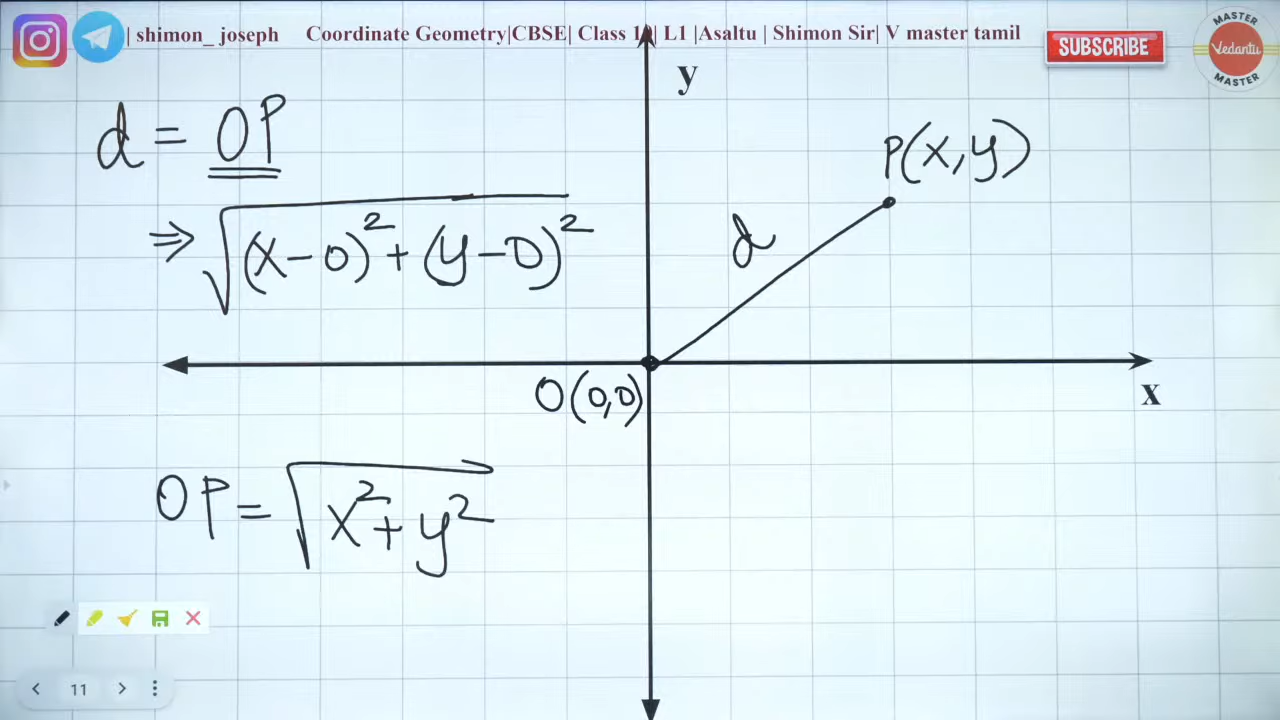 | shimon_ joseph
Coordinate Geometry|CBSE| Class 10| L1 |Asaltu | Shimon Sir| V master tamil
SUBSCRIBE
MASTER
Vedantu
MASTER
y
d = OP
P(x,y)
⇒ √(x-0)²+(y-0)²
d
O(0,0)
x
OP = √x²+y²
11